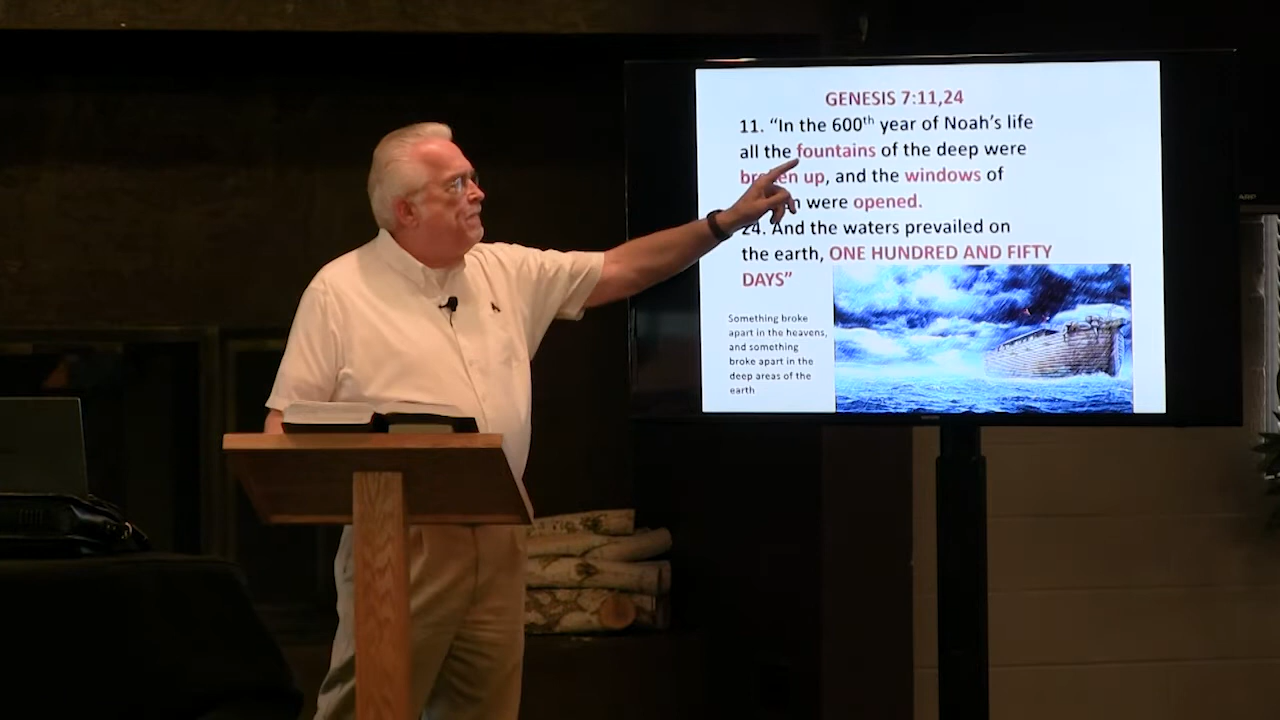 GENESIS 7:11,24
11. “In the 600th year of Noah’s life
all the fountains of the deep were
up, and the windows of
were opened.
24. And the waters prevailed on
the earth, ONE HUNDRED AND FIFTY
DAYS”
Something broke
apart in the heavens,
and something
broke apart in the
deep areas of the
earth